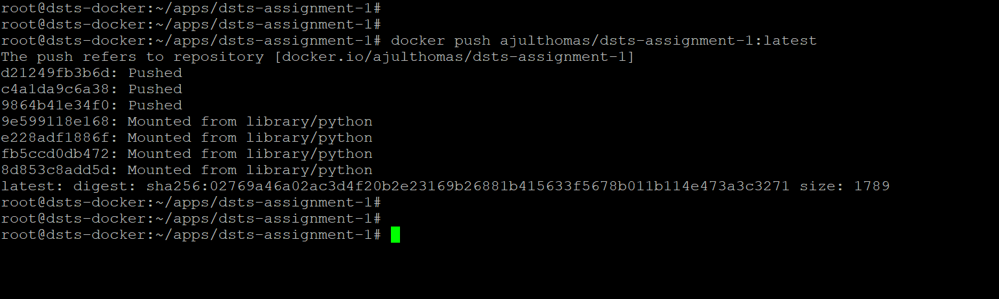 root@dsts-docker:~/apps/dsts-assignment-1#
root@dsts-docker:~/apps/dsts-assignment-1#
root@dsts-docker:~/apps/dsts-assignment-1# docker push ajulthomas/dsts-assignment-1:latest
The push refers to repository [docker.io/ajulthomas/dsts-assignment-1]
d21249fb3b6d: Pushed
c4a1da9c6a38: Pushed
9864b41e34f0: Pushed
9e599118e168: Mounted from library/python
e228adf1886f: Mounted from library/python
fb5ccd0db472: Mounted from library/python
8d853c8add5d: Mounted from library/python
latest: digest: sha256:02769a46a02ac3d4f20b2e23169b26881b415633f5678b011b114e473a3c3271 size: 1789
root@dsts-docker:~/apps/dsts-assignment-1#
root@dsts-docker:~/apps/dsts-assignment-1#
root@dsts-docker:~/apps/dsts-assignment-1#